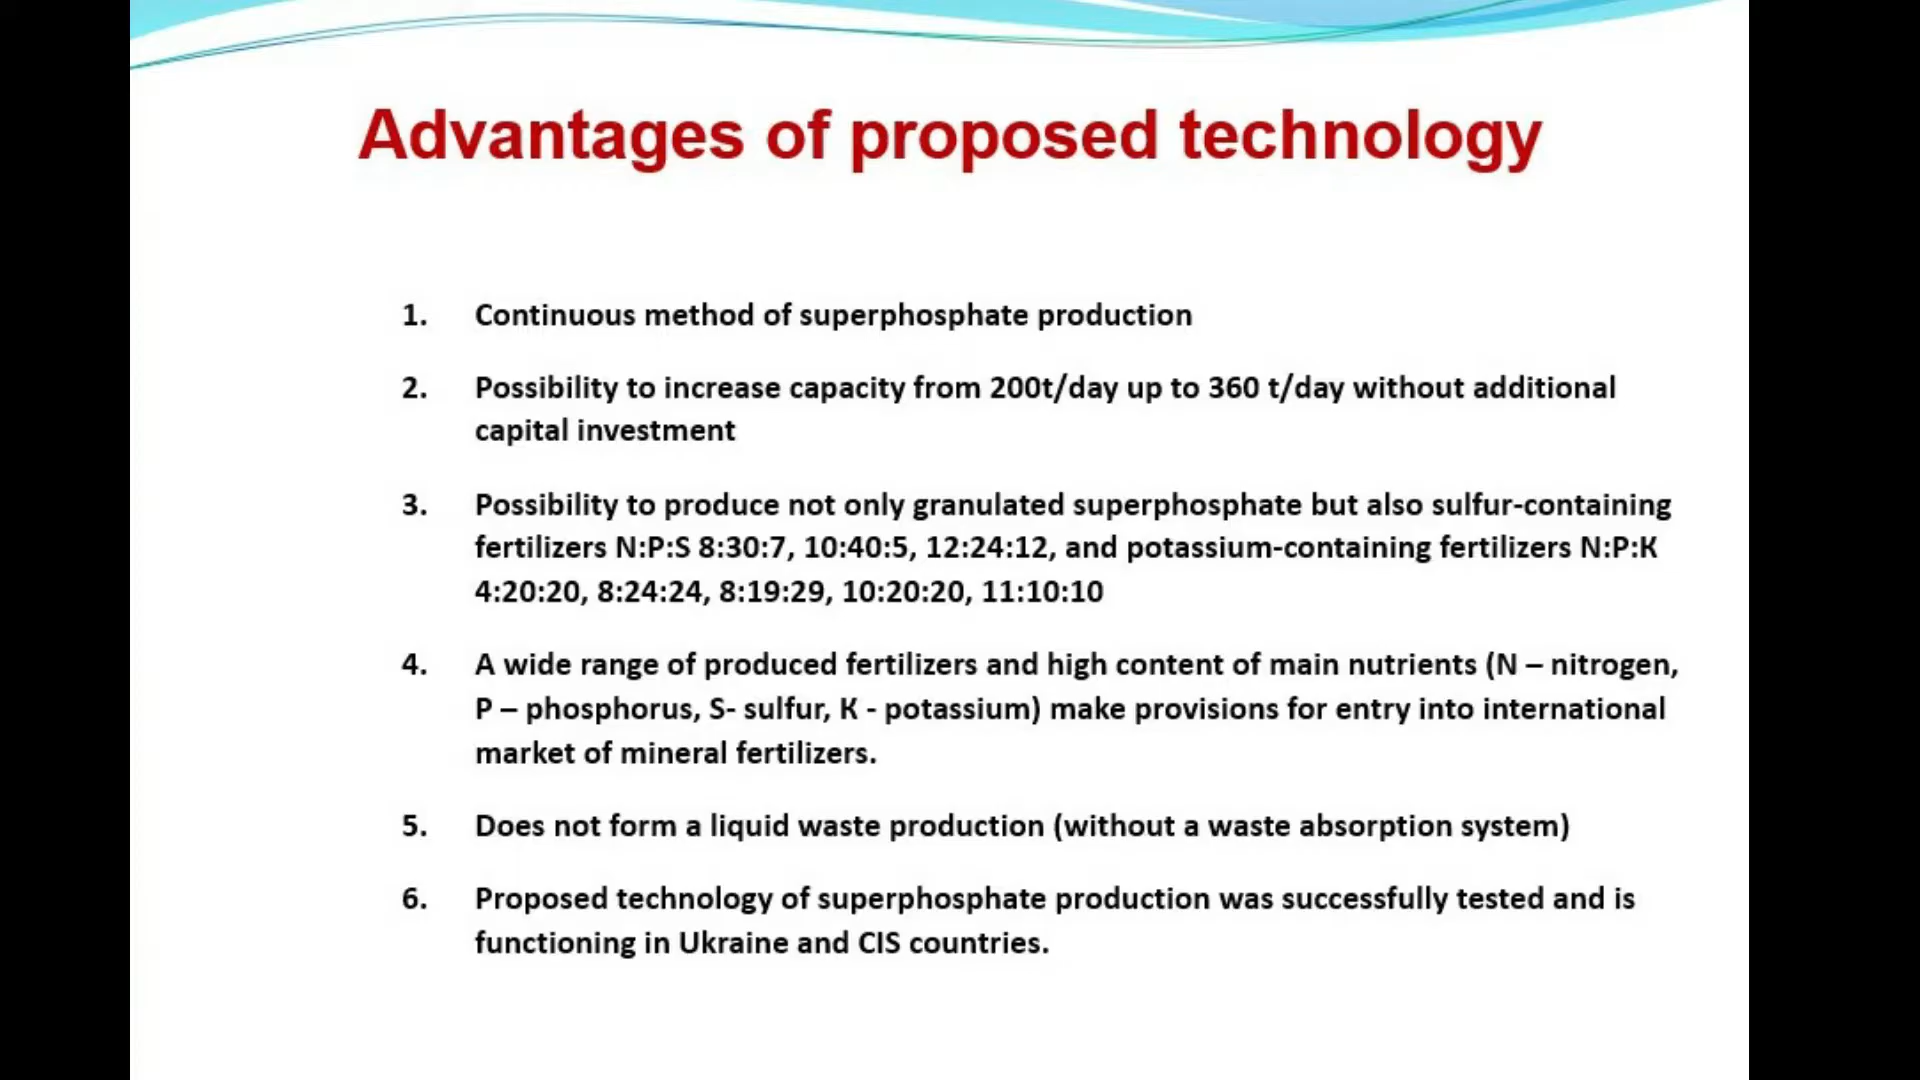 Advantages of proposed technology
1. Continuous method of superphosphate production
2. Possibility to increase capacity from 200t/day up to 360 t/day without additional
capital investment
3. Possibility to produce not only granulated superphosphate but also sulfur-containing
fertilizers N:P:S 8:30:7, 10:40:5, 12:24:12, and potassium-containing fertilizers N:P:K
4:20:20, 8:24:24, 8:19:29, 10:20:20, 11:10:10
4. A wide range of produced fertilizers and high content of main nutrients (N – nitrogen,
P – phosphorus, S- sulfur, K - potassium) make provisions for entry into international
market of mineral fertilizers.
5. Does not form a liquid waste production (without a waste absorption system)
6. Proposed technology of superphosphate production was successfully tested and is
functioning in Ukraine and CIS countries.